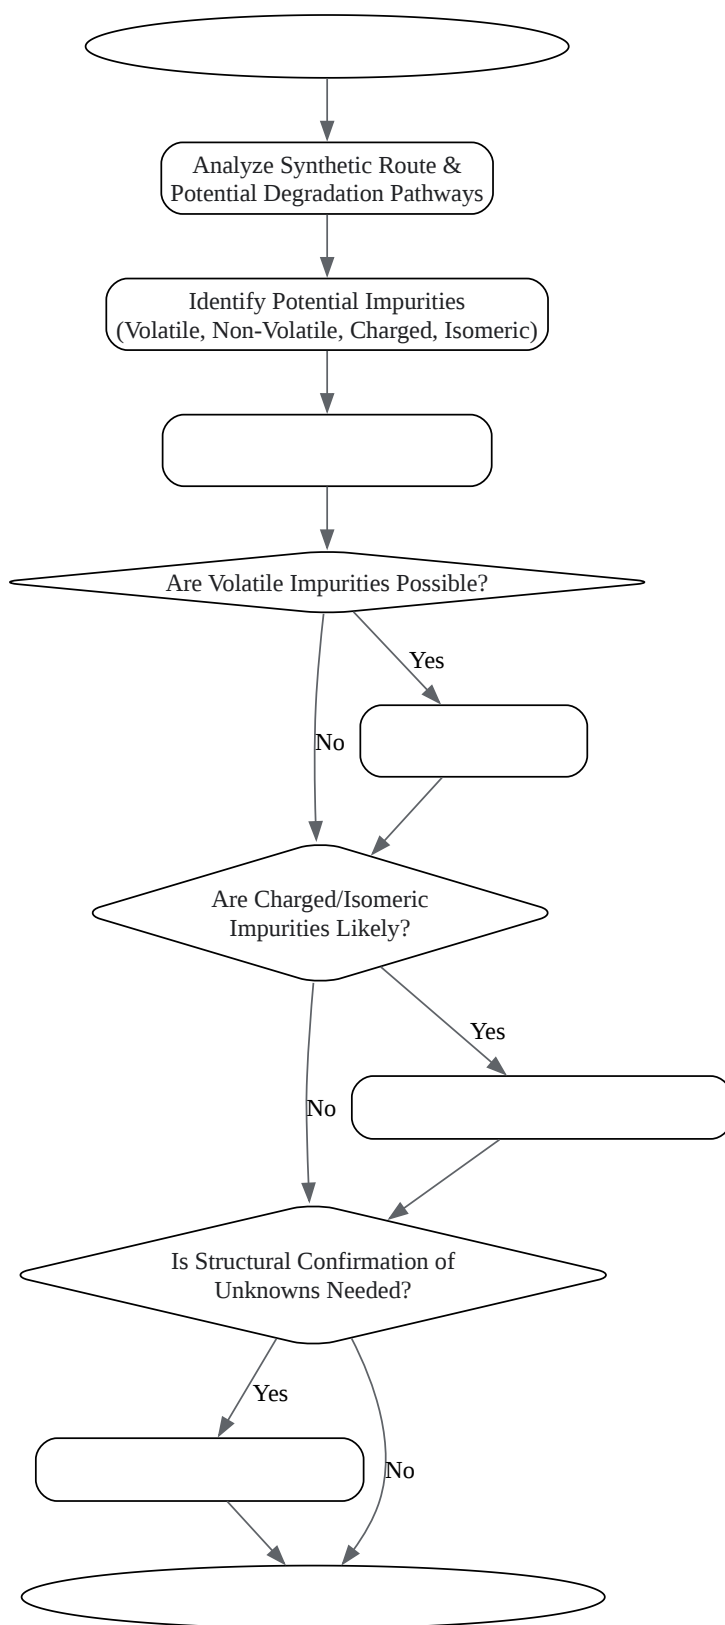 Analyze Synthetic Route &
Potential Degradation Pathways
Identify Potential Impurities
(Volatile, Non-Volatile, Charged, Isomeric)
Are Volatile Impurities Possible?
Yes
No
Are Charged/Isomeric
Impurities Likely?
Yes
No
Is Structural Confirmation of
Unknowns Needed?
Yes
No